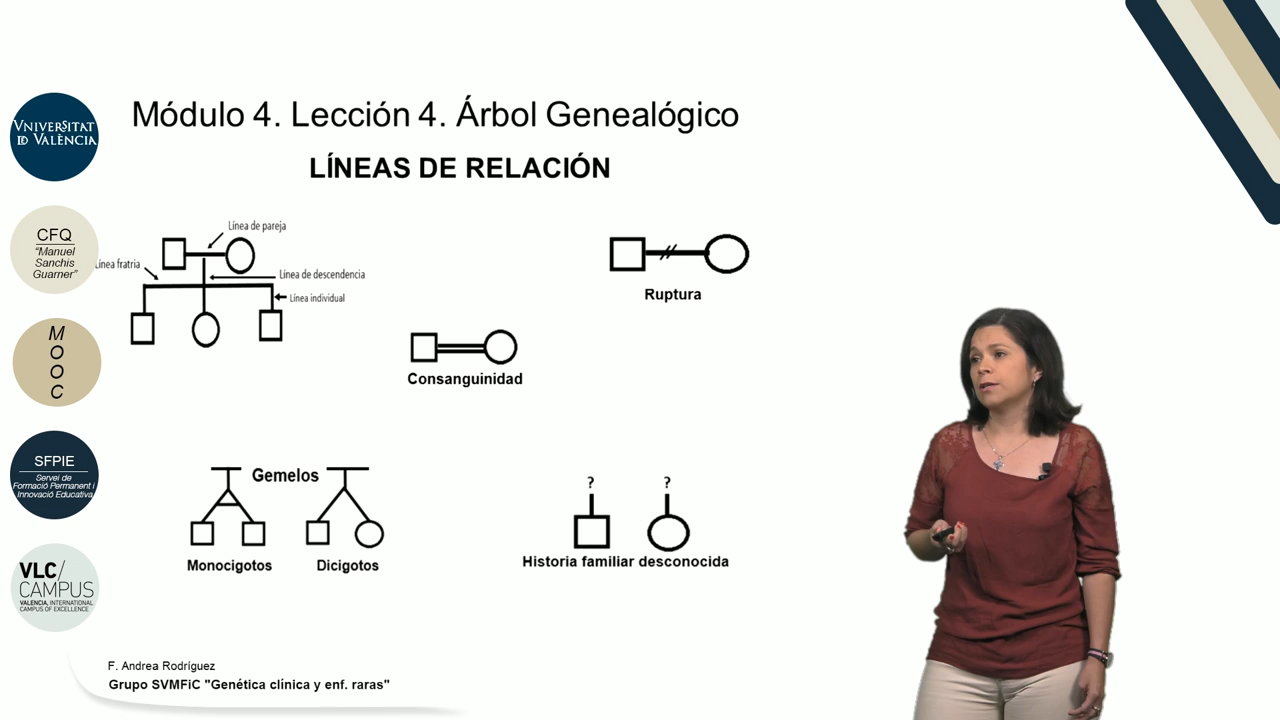 Módulo 4. Lección 4. Árbol Genealógico
LÍNEAS DE RELACIÓN
VNIVERSITAT
ID VALÈNCIA
CFQ
"Manuel
Sanchis
Guarner"
M
O
O
C
SFPIE
Servei de
Formació Permanent i
Innovació Educativa
VLC/
CAMPUS
VALENCIA, INTERNATIONAL
CAMPUS OF EXCELLENCE
Línea de pareja
Línea fratria
Línea de descendencia
Línea individual
Ruptura
Consanguinidad
Gemelos
Monocigotos
Dicigotos
? ?
Historia familiar desconocida
F. Andrea Rodríguez
Grupo SVMFiC "Genética clínica y enf. raras"